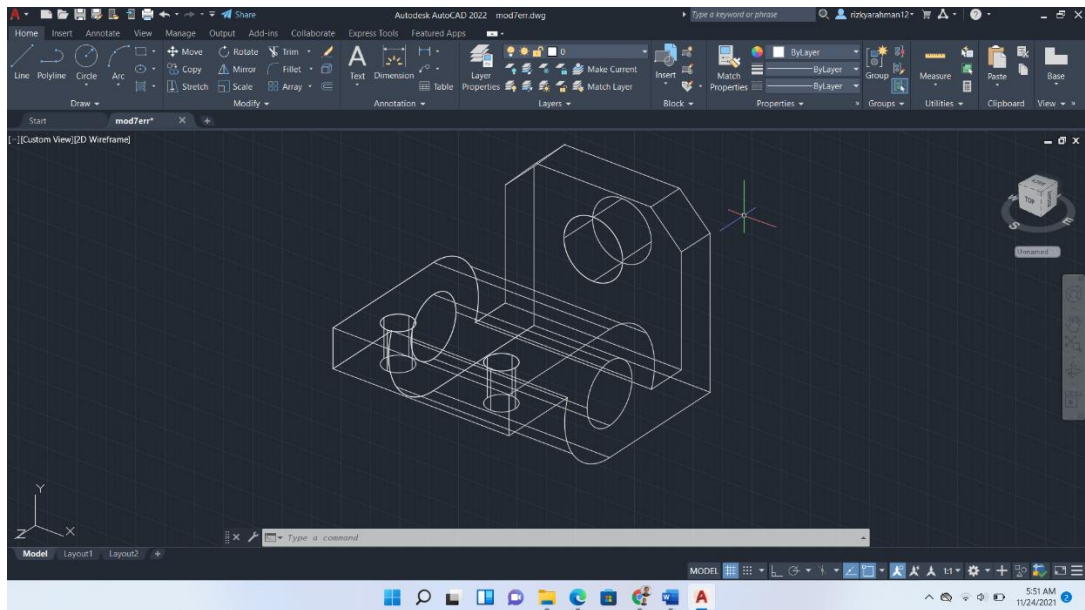 A Share Autodesk AutoCAD 2022 mod7err.dwg Type a keyword or phrase rizkyarahman12
Home Insert Annotate View Manage Output Add-ins Collaborate Express Tools Featured Apps
Line Polyline Circle Arc
Move Rotate Trim
Copy Mirror Fillet
Stretch Scale Array
Text Dimension
Table
Layer Properties
0
Make Current
Match Layer
Insert
Match Properties
ByLayer
ByLayer
ByLayer
Group
Measure
Paste
Base
Draw Modify Annotation Layers Block Properties Groups Utilities Clipboard View
Start mod7err*
[−][Custom View][2D Wireframe]
TOP
S
E
Unnamed
Y
Z X
Type a command
Model Layout1 Layout2 +
MODEL 1:1
5:51 AM
11/24/2021 2